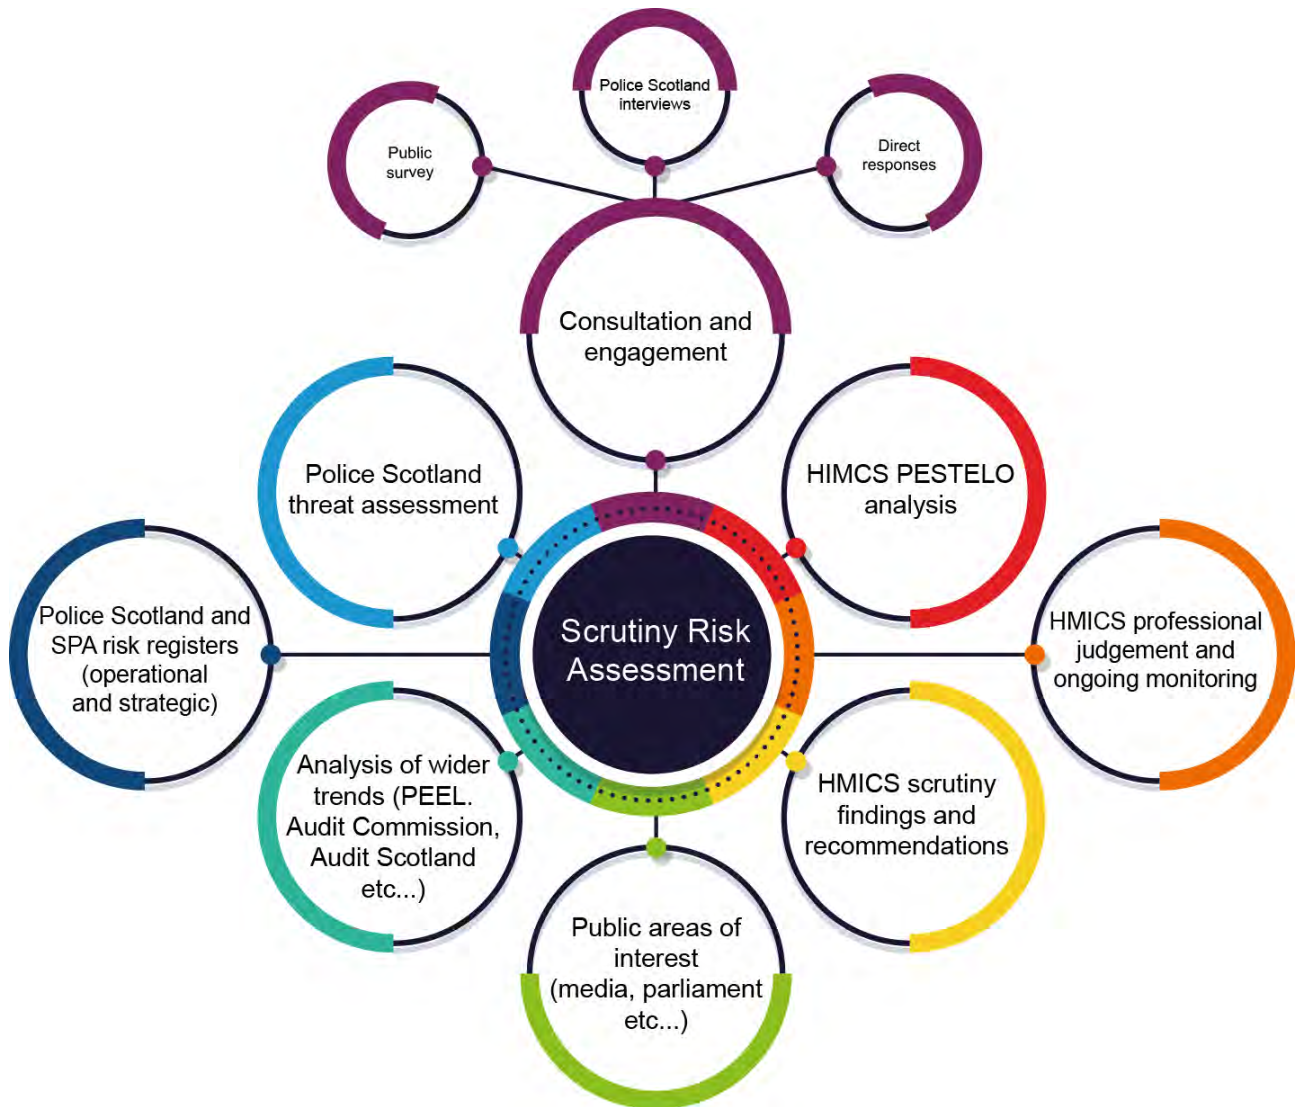 Police Scotland
interviews
Public
survey
Direct
responses
Consultation and
engagement
Police Scotland
threat assessment
HIMCS PESTELO
analysis
Police Scotland and
SPA risk registers
(operational
and strategic)
Scrutiny Risk
Assessment
HMICS professional
judgement and
ongoing monitoring
Analysis of wider
trends (PEEL.
Audit Commission,
Audit Scotland
etc...)
HMICS scrutiny
findings and
recommendations
Public areas of
interest
(media, parliament
etc...)